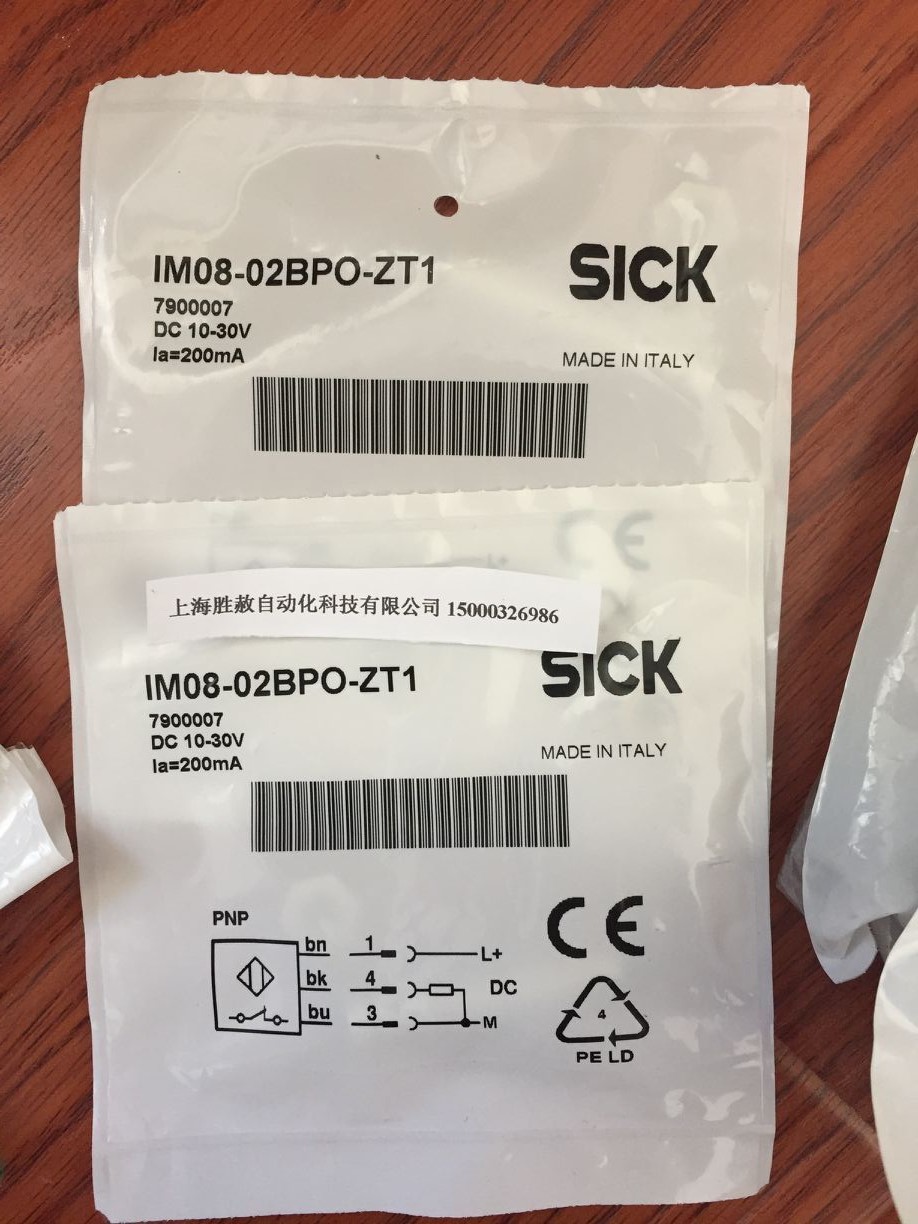 IM08-02BPO-ZT1
SICK
7900007
DC 10-30V
Ia=200mA
MADE IN ITALY
CE
上海胜赦自动化科技有限公司 15000326986
IM08-02BPO-ZT1
SICK
7900007
DC 10-30V
Ia=200mA
MADE IN ITALY
PNP
CE
bn 1 L+
bk 4 DC
bu 3 M
4
PE LD